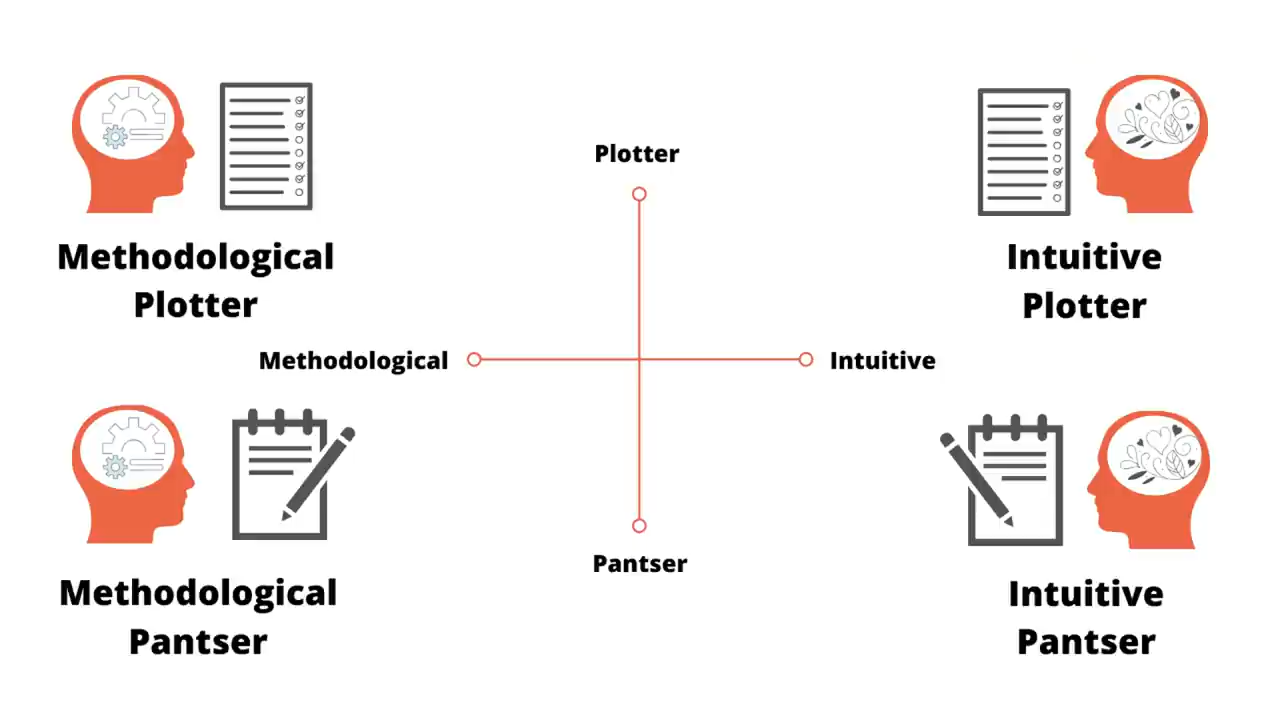 Plotter
Methodological
Plotter
Intuitive
Plotter
Methodological
Intuitive
Pantser
Methodological
Pantser
Intuitive
Pantser